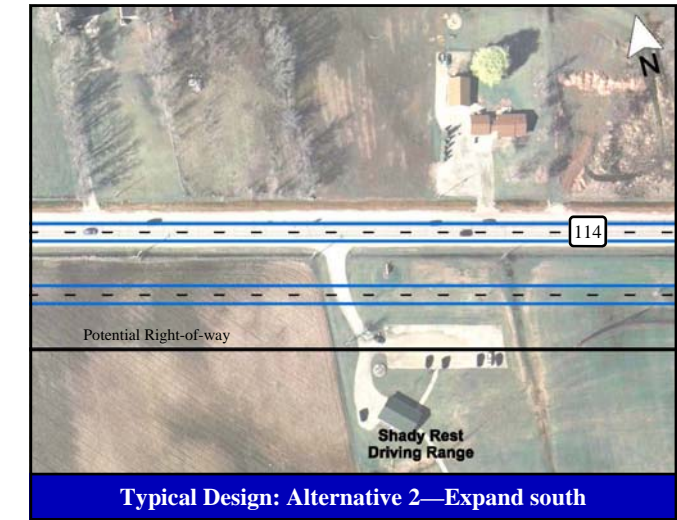 N
114
Potential Right-of-way
Shady Rest
Driving Range
Typical Design: Alternative 2—Expand south